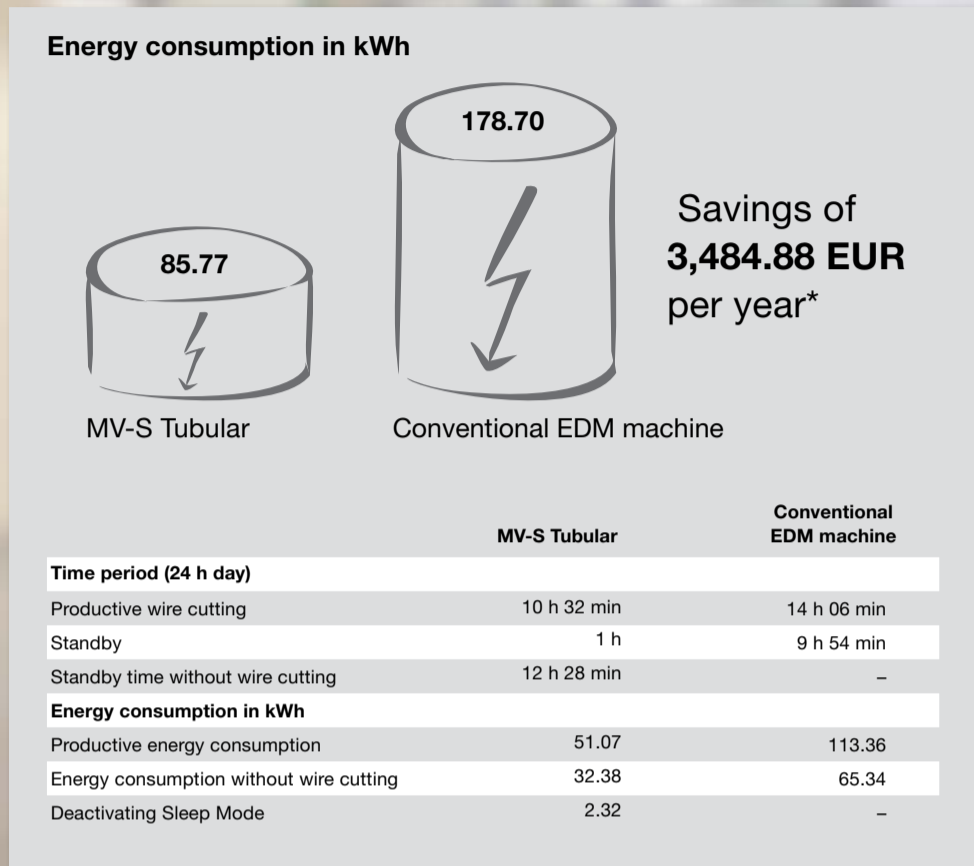 Energy consumption in kWh
178.70
85.77
Savings of
3,484.88 EUR
per year*
MV-S Tubular
Conventional EDM machine
MV-S Tubular
Conventional
EDM machine
Time period (24 h day)
Productive wire cutting 10 h 32 min 14 h 06 min
Standby 1 h 9 h 54 min
Standby time without wire cutting 12 h 28 min –
Energy consumption in kWh
Productive energy consumption 51.07 113.36
Energy consumption without wire cutting 32.38 65.34
Deactivating Sleep Mode 2.32 –